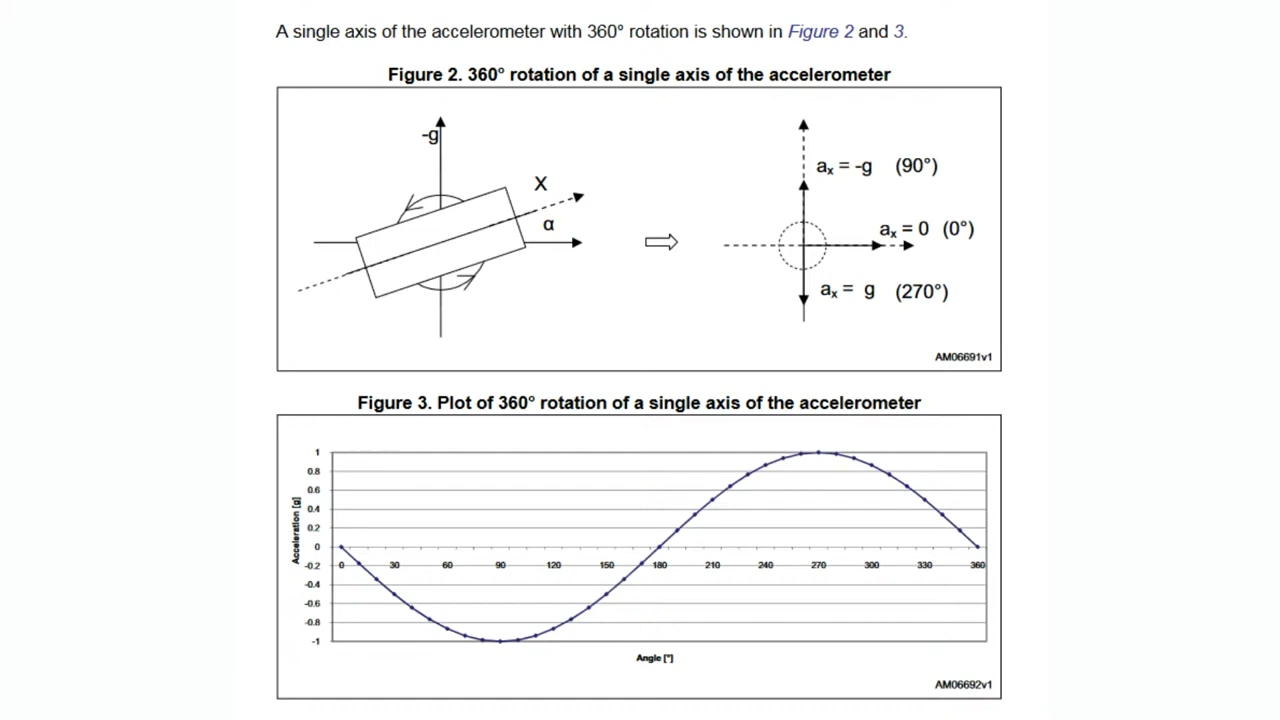 A single axis of the accelerometer with 360° rotation is shown in Figure 2 and 3.
Figure 2. 360° rotation of a single axis of the accelerometer
-g
X
α
ax = -g (90°)
ax = 0 (0°)
ax = g (270°)
AM06691v1
Figure 3. Plot of 360° rotation of a single axis of the accelerometer
Acceleration [g]
1
0.8
0.6
0.4
0.2
0
-0.2
-0.4
-0.6
-0.8
-1
0 30 60 90 120 150 180 210 240 270 300 330 360
Angle [°]
AM06692v1